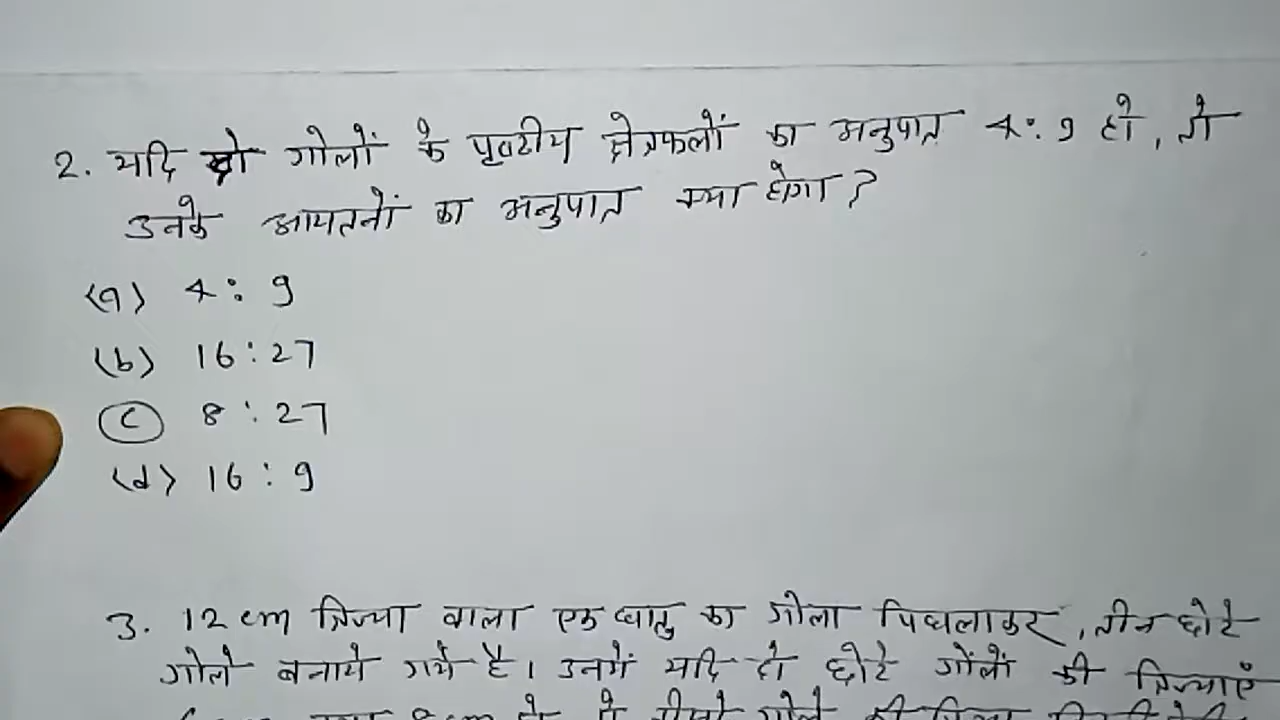 2. यदि दो गोलों के पृष्टीय क्षेत्रफलों का अनुपात 4:9 हो, तो
उनके आयतनों का अनुपात क्या होगा?
(a) 4:9
(b) 16:27
(c) 8:27
(d) 16:9
3. 12 cm त्रिज्या वाला एक धातु का गोला पिघलाकर, तीन छोटे
गोले बनाये गये है। उनमें यदि दो छोटे गोंलों की त्रिज्याएँ